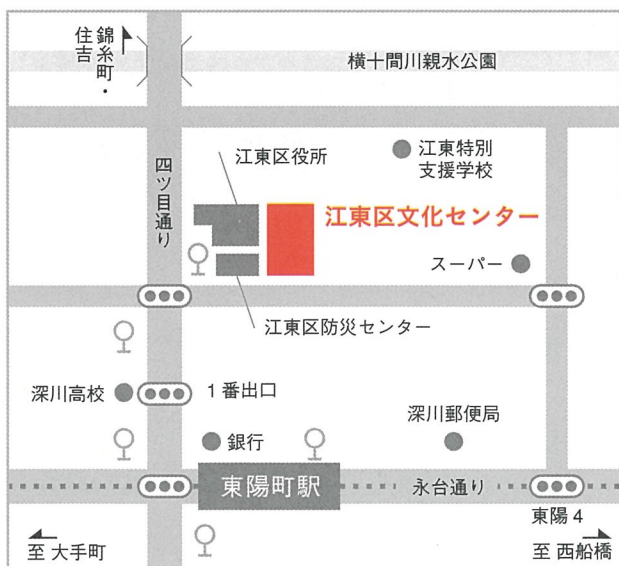 錦糸町・
住吉
横十間川親水公園
江東区役所
江東特別
支援学校
四ツ目通り
江東区文化センター
スーパー
江東区防災センター
深川高校
1番出口
深川郵便局
銀行
東陽町駅
永台通り
東陽4
至 大手町
至 西船橋